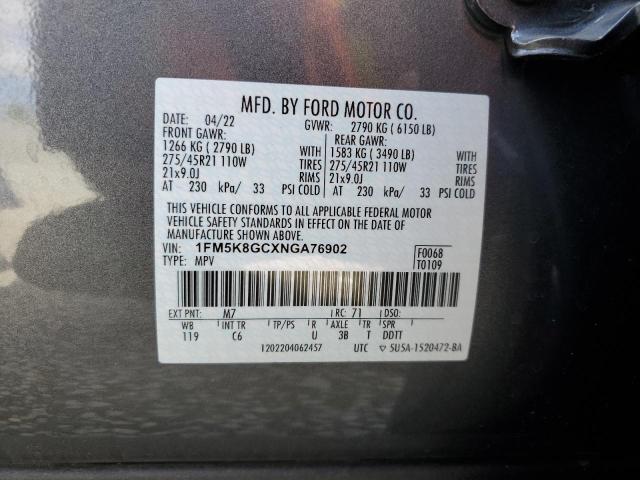 MFD. BY FORD MOTOR CO.
DATE: 04/22 GVWR: 2790 KG ( 6150 LB)
FRONT GAWR: REAR GAWR:
1266 KG ( 2790 LB) 1583 KG ( 3490 LB)
275/45R21 110W TIRES 275/45R21 110W TIRES
21x9.0J RIMS 21x9.0J RIMS
AT 230 kPa/ 33 PSI COLD AT 230 kPa/ 33 PSI COLD
THIS VEHICLE CONFORMS TO ALL APPLICABLE FEDERAL MOTOR
VEHICLE SAFETY STANDARDS IN EFFECT ON THE DATE OF
MANUFACTURE SHOWN ABOVE.
VIN: 1FM5K8GCXNGA76902 F0068
TYPE: MPV T0109
EXT PNT: M7 RC: 71 DSO:
WB INT TR TP/PS R AXLE TR SPR
119 C6 U 3B T DDTT
1202204062457 UTC ▽ 5USA-1520472-BA